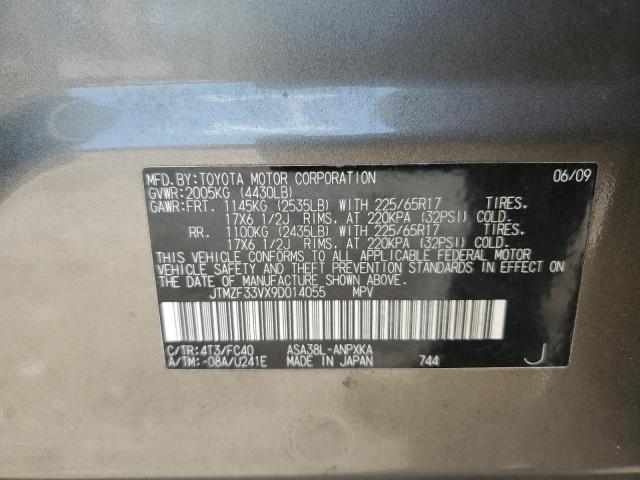 MFD.BY:TOYOTA MOTOR CORPORATION 06/09
GVWR:2005KG (4430LB)
GAWR:FRT. 1145KG (2535LB) WITH 225/65R17 TIRES.
17X6 1/2J RIMS. AT 220KPA (32PSI) COLD.
RR. 1100KG (2435LB) WITH 225/65R17 TIRES.
17X6 1/2J RIMS. AT 220KPA (32PSI) COLD.
THIS VEHICLE CONFORMS TO ALL APPLICABLE FEDERAL MOTOR
VEHICLE SAFETY AND THEFT PREVENTION STANDARDS IN EFFECT ON
THE DATE OF MANUFACTURE SHOWN ABOVE.
JTMZF33VX9D014055 MPV
C/TR:4T3/FC40 ASA38L-ANPXKA
A/TM:-08A/U241E MADE IN JAPAN 744 J